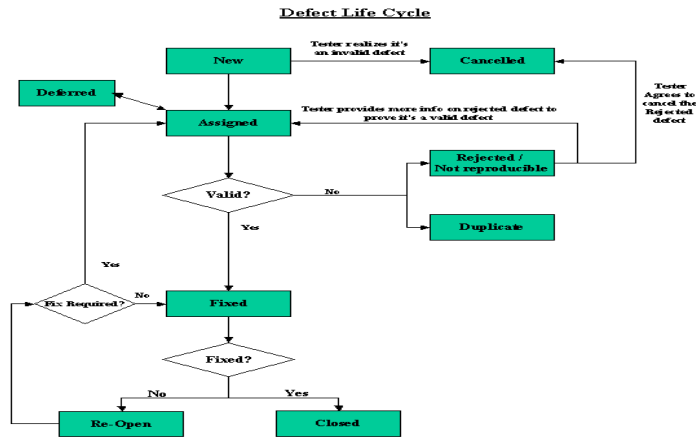 Defect Life Cycle
Tester realizes it's
an invalid defect
New
Cancelled
Deferred
Tester
Agrees to
cancel the
Rejected
defect
Tester provides more info on rejected defect to
prove it's a valid defect
Assigned
Rejected /
Not reproducible
Valid?
No
Duplicate
Yes
Yes
Fix Required?
No
Fixed
Fixed?
No
Yes
Re-Open
Closed